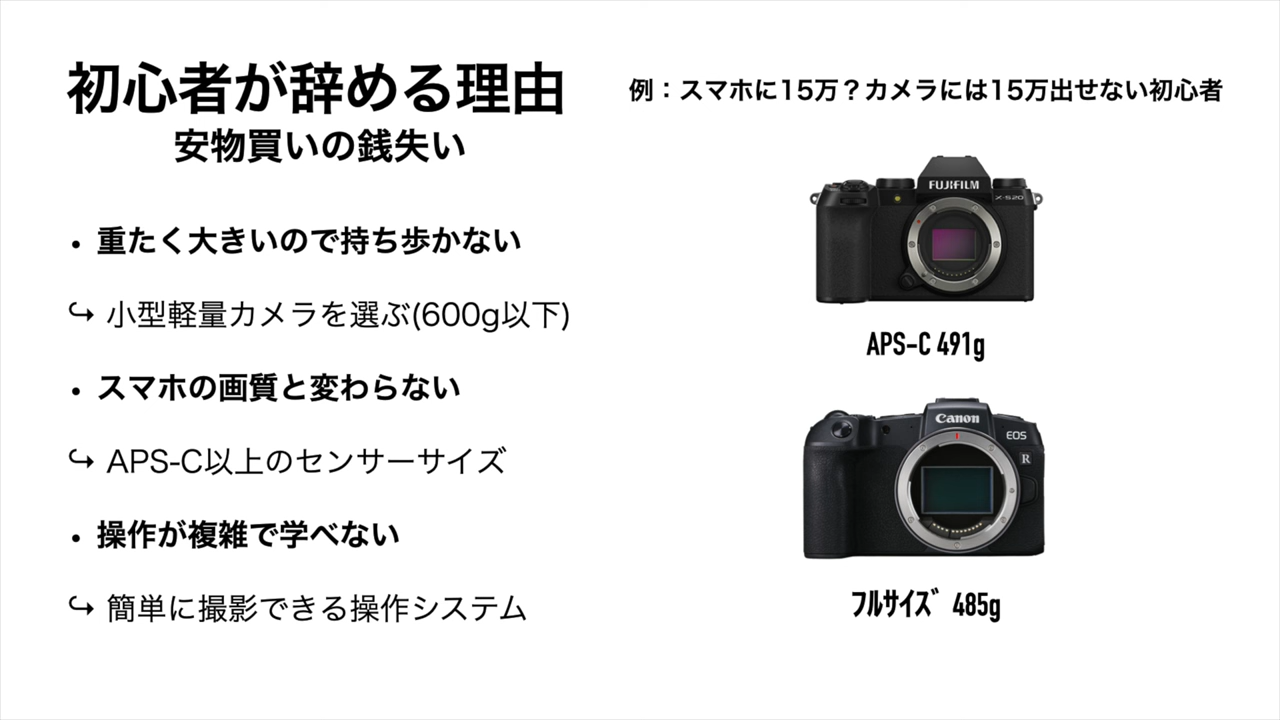 初心者が辞める理由
安物買いの銭失い
• 重たく大きいので持ち歩かない
↪ 小型軽量カメラを選ぶ(600g以下)
• スマホの画質と変わらない
↪ APS-C以上のセンサーサイズ
• 操作が複雑で学べない
↪ 簡単に撮影できる操作システム
例：スマホに15万？カメラには15万出せない初心者
FUJIFILM
X-S20
APS-C 491g
Canon
EOS
R
フルサイズ 485g